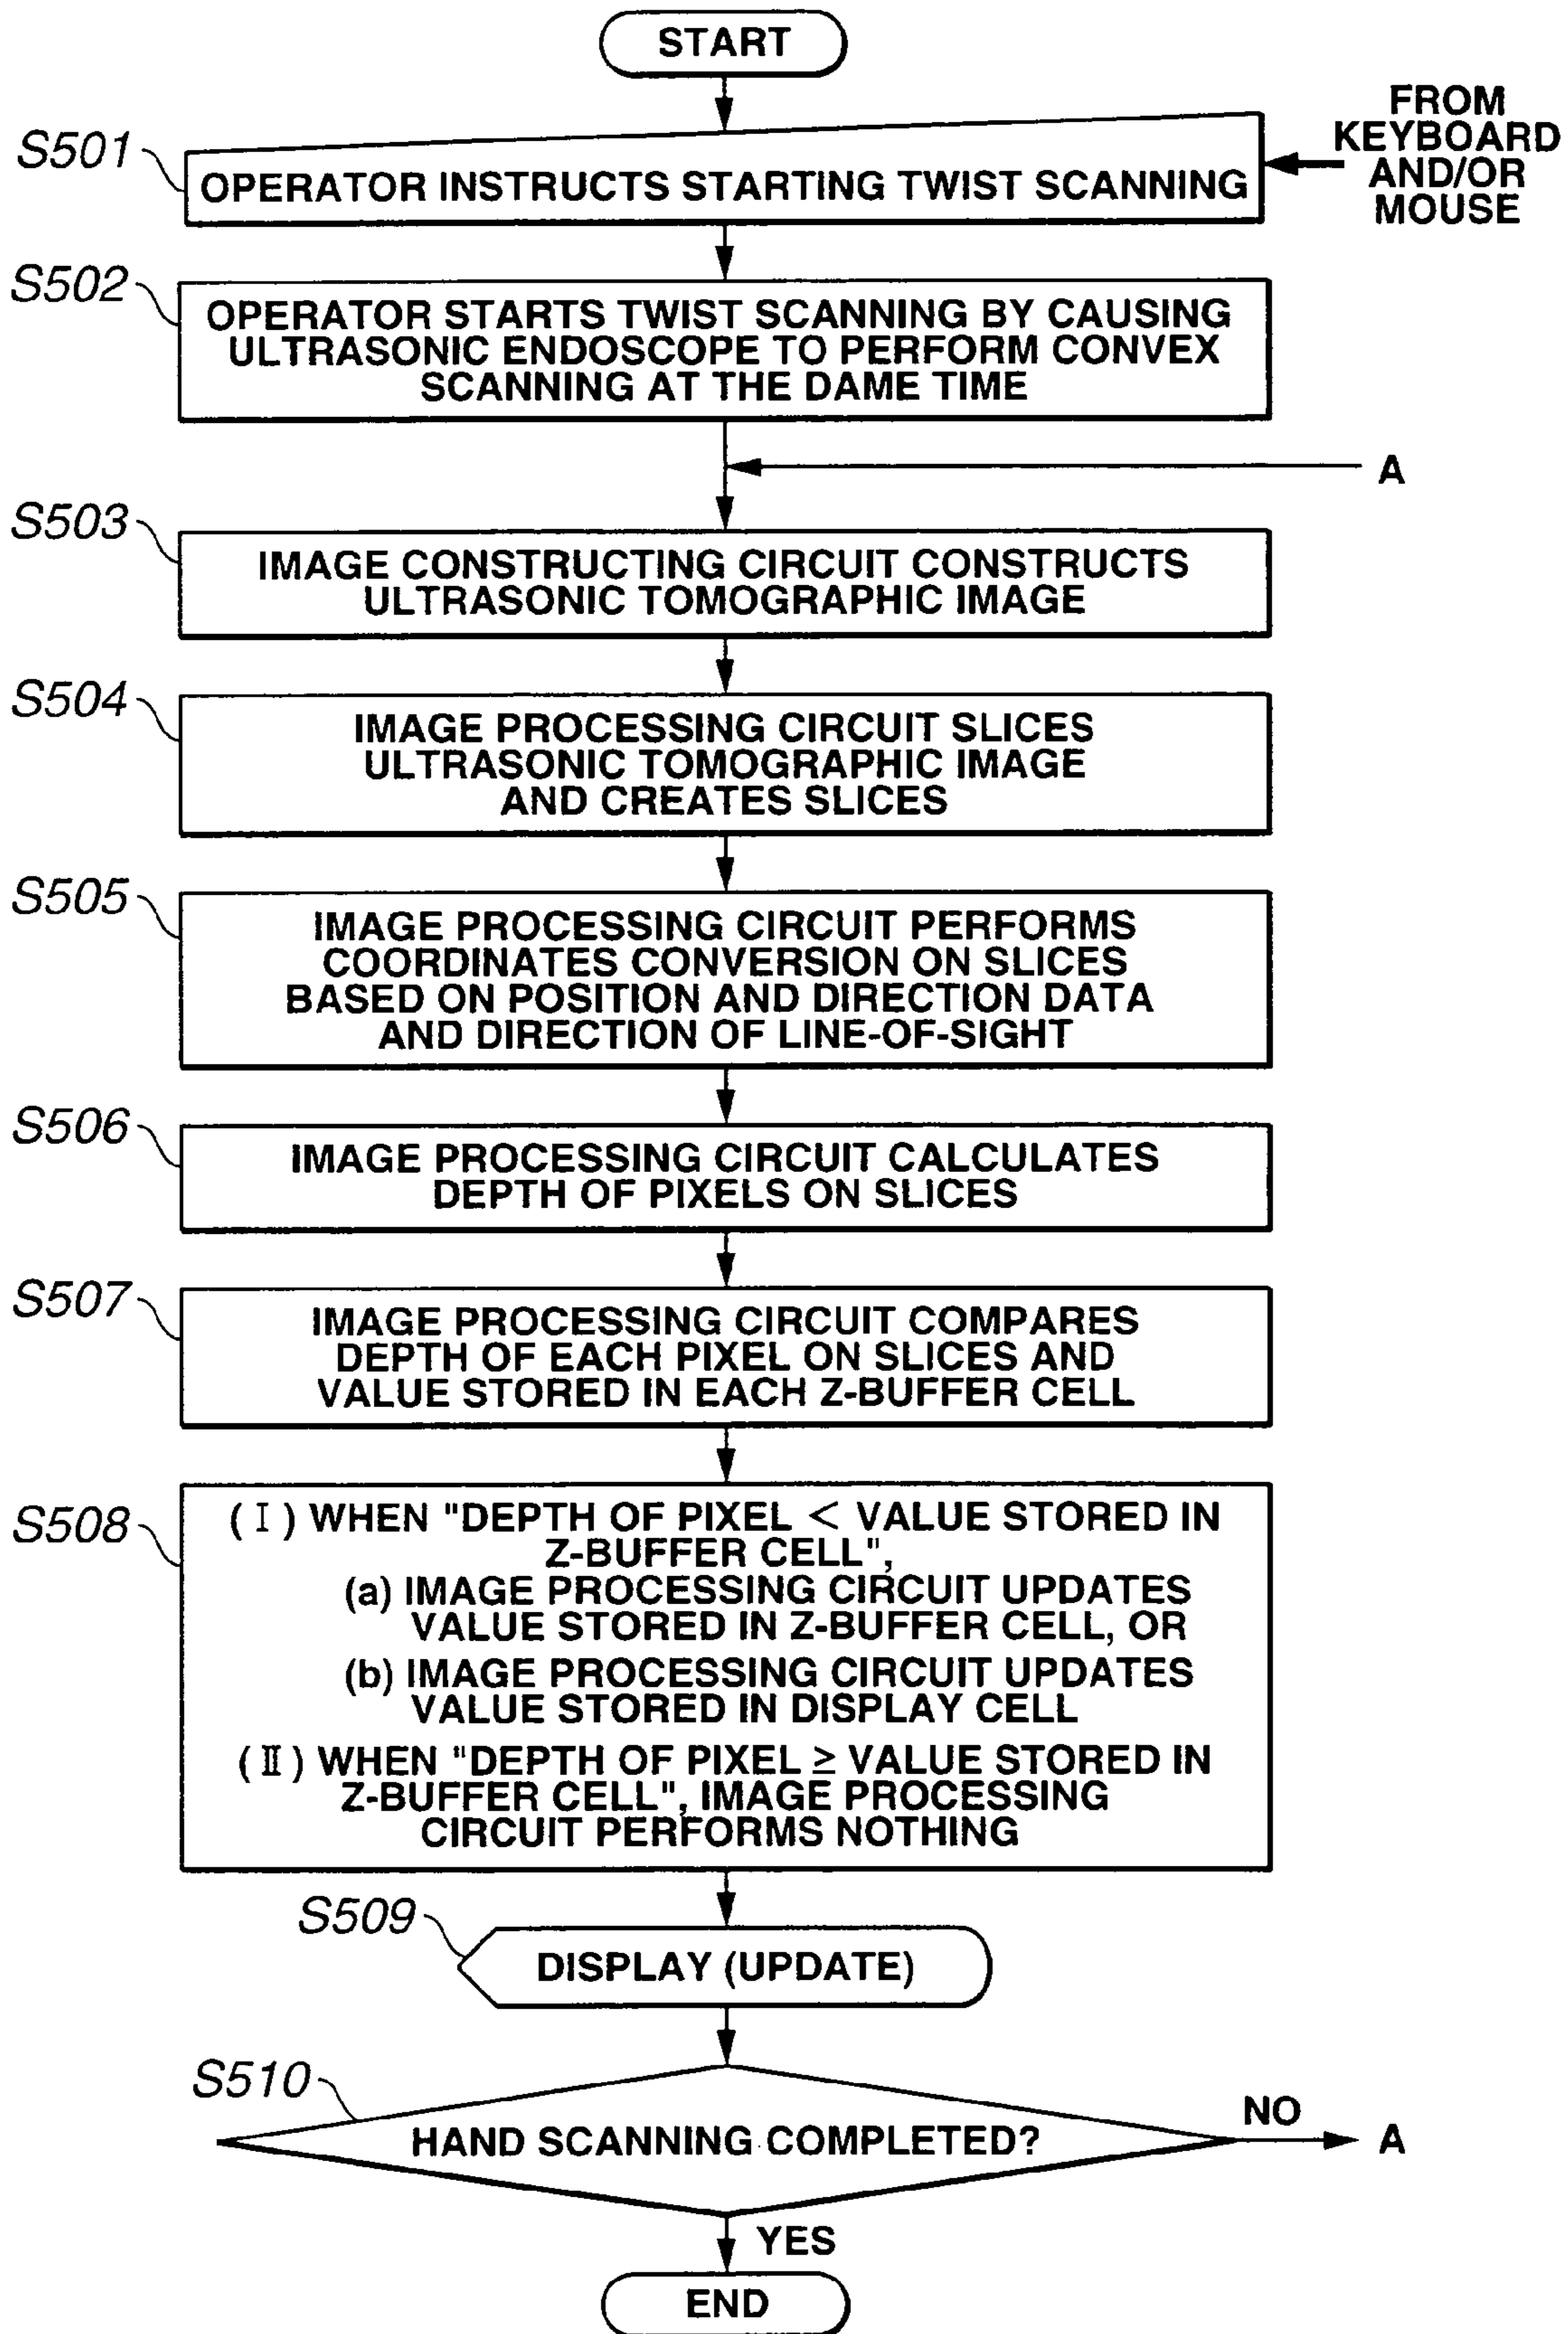 START
FROM
KEYBOARD
AND/OR
MOUSE
S501
OPERATOR INSTRUCTS STARTING TWIST SCANNING
S502
OPERATOR STARTS TWIST SCANNING BY CAUSING
ULTRASONIC ENDOSCOPE TO PERFORM CONVEX
SCANNING AT THE DAME TIME
A
S503
IMAGE CONSTRUCTING CIRCUIT CONSTRUCTS
ULTRASONIC TOMOGRAPHIC IMAGE
S504
IMAGE PROCESSING CIRCUIT SLICES
ULTRASONIC TOMOGRAPHIC IMAGE
AND CREATES SLICES
S505
IMAGE PROCESSING CIRCUIT PERFORMS
COORDINATES CONVERSION ON SLICES
BASED ON POSITION AND DIRECTION DATA
AND DIRECTION OF LINE-OF-SIGHT
S506
IMAGE PROCESSING CIRCUIT CALCULATES
DEPTH OF PIXELS ON SLICES
S507
IMAGE PROCESSING CIRCUIT COMPARES
DEPTH OF EACH PIXEL ON SLICES AND
VALUE STORED IN EACH Z-BUFFER CELL
S508
(Ⅰ) WHEN "DEPTH OF PIXEL < VALUE STORED IN
Z-BUFFER CELL",
(a) IMAGE PROCESSING CIRCUIT UPDATES
VALUE STORED IN Z-BUFFER CELL, OR
(b) IMAGE PROCESSING CIRCUIT UPDATES
VALUE STORED IN DISPLAY CELL
(Ⅱ) WHEN "DEPTH OF PIXEL ≥ VALUE STORED IN
Z-BUFFER CELL", IMAGE PROCESSING
CIRCUIT PERFORMS NOTHING
S509
DISPLAY (UPDATE)
S510
HAND SCANNING COMPLETED?
NO
A
YES
END